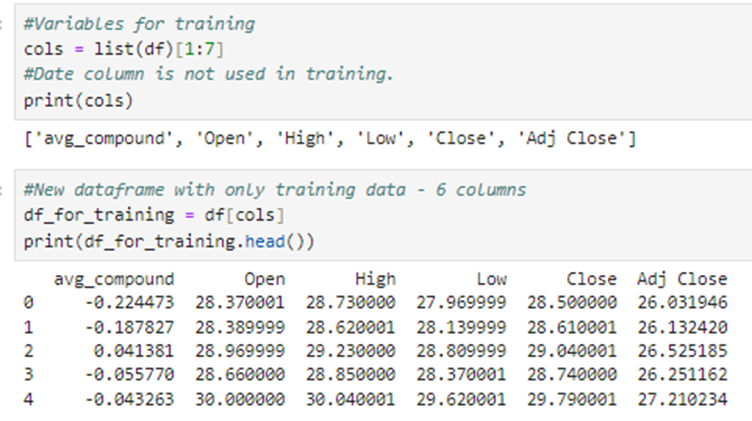 #Variables for training
cols = list(df)[1:7]
#Date column is not used in training.
print(cols)
['avg_compound', 'Open', 'High', 'Low', 'Close', 'Adj Close']
#New dataframe with only training data - 6 columns
df_for_training = df[cols]
print(df_for_training.head())
avg_compound Open High Low Close Adj Close
0 -0.224473 28.370001 28.730000 27.969999 28.500000 26.031946
1 -0.187827 28.389999 28.620001 28.139999 28.610001 26.132420
2 0.041381 28.969999 29.230000 28.809999 29.040001 26.525185
3 -0.055770 28.660000 28.850000 28.370001 28.740000 26.251162
4 -0.043263 30.000000 30.040001 29.620001 29.790001 27.210234